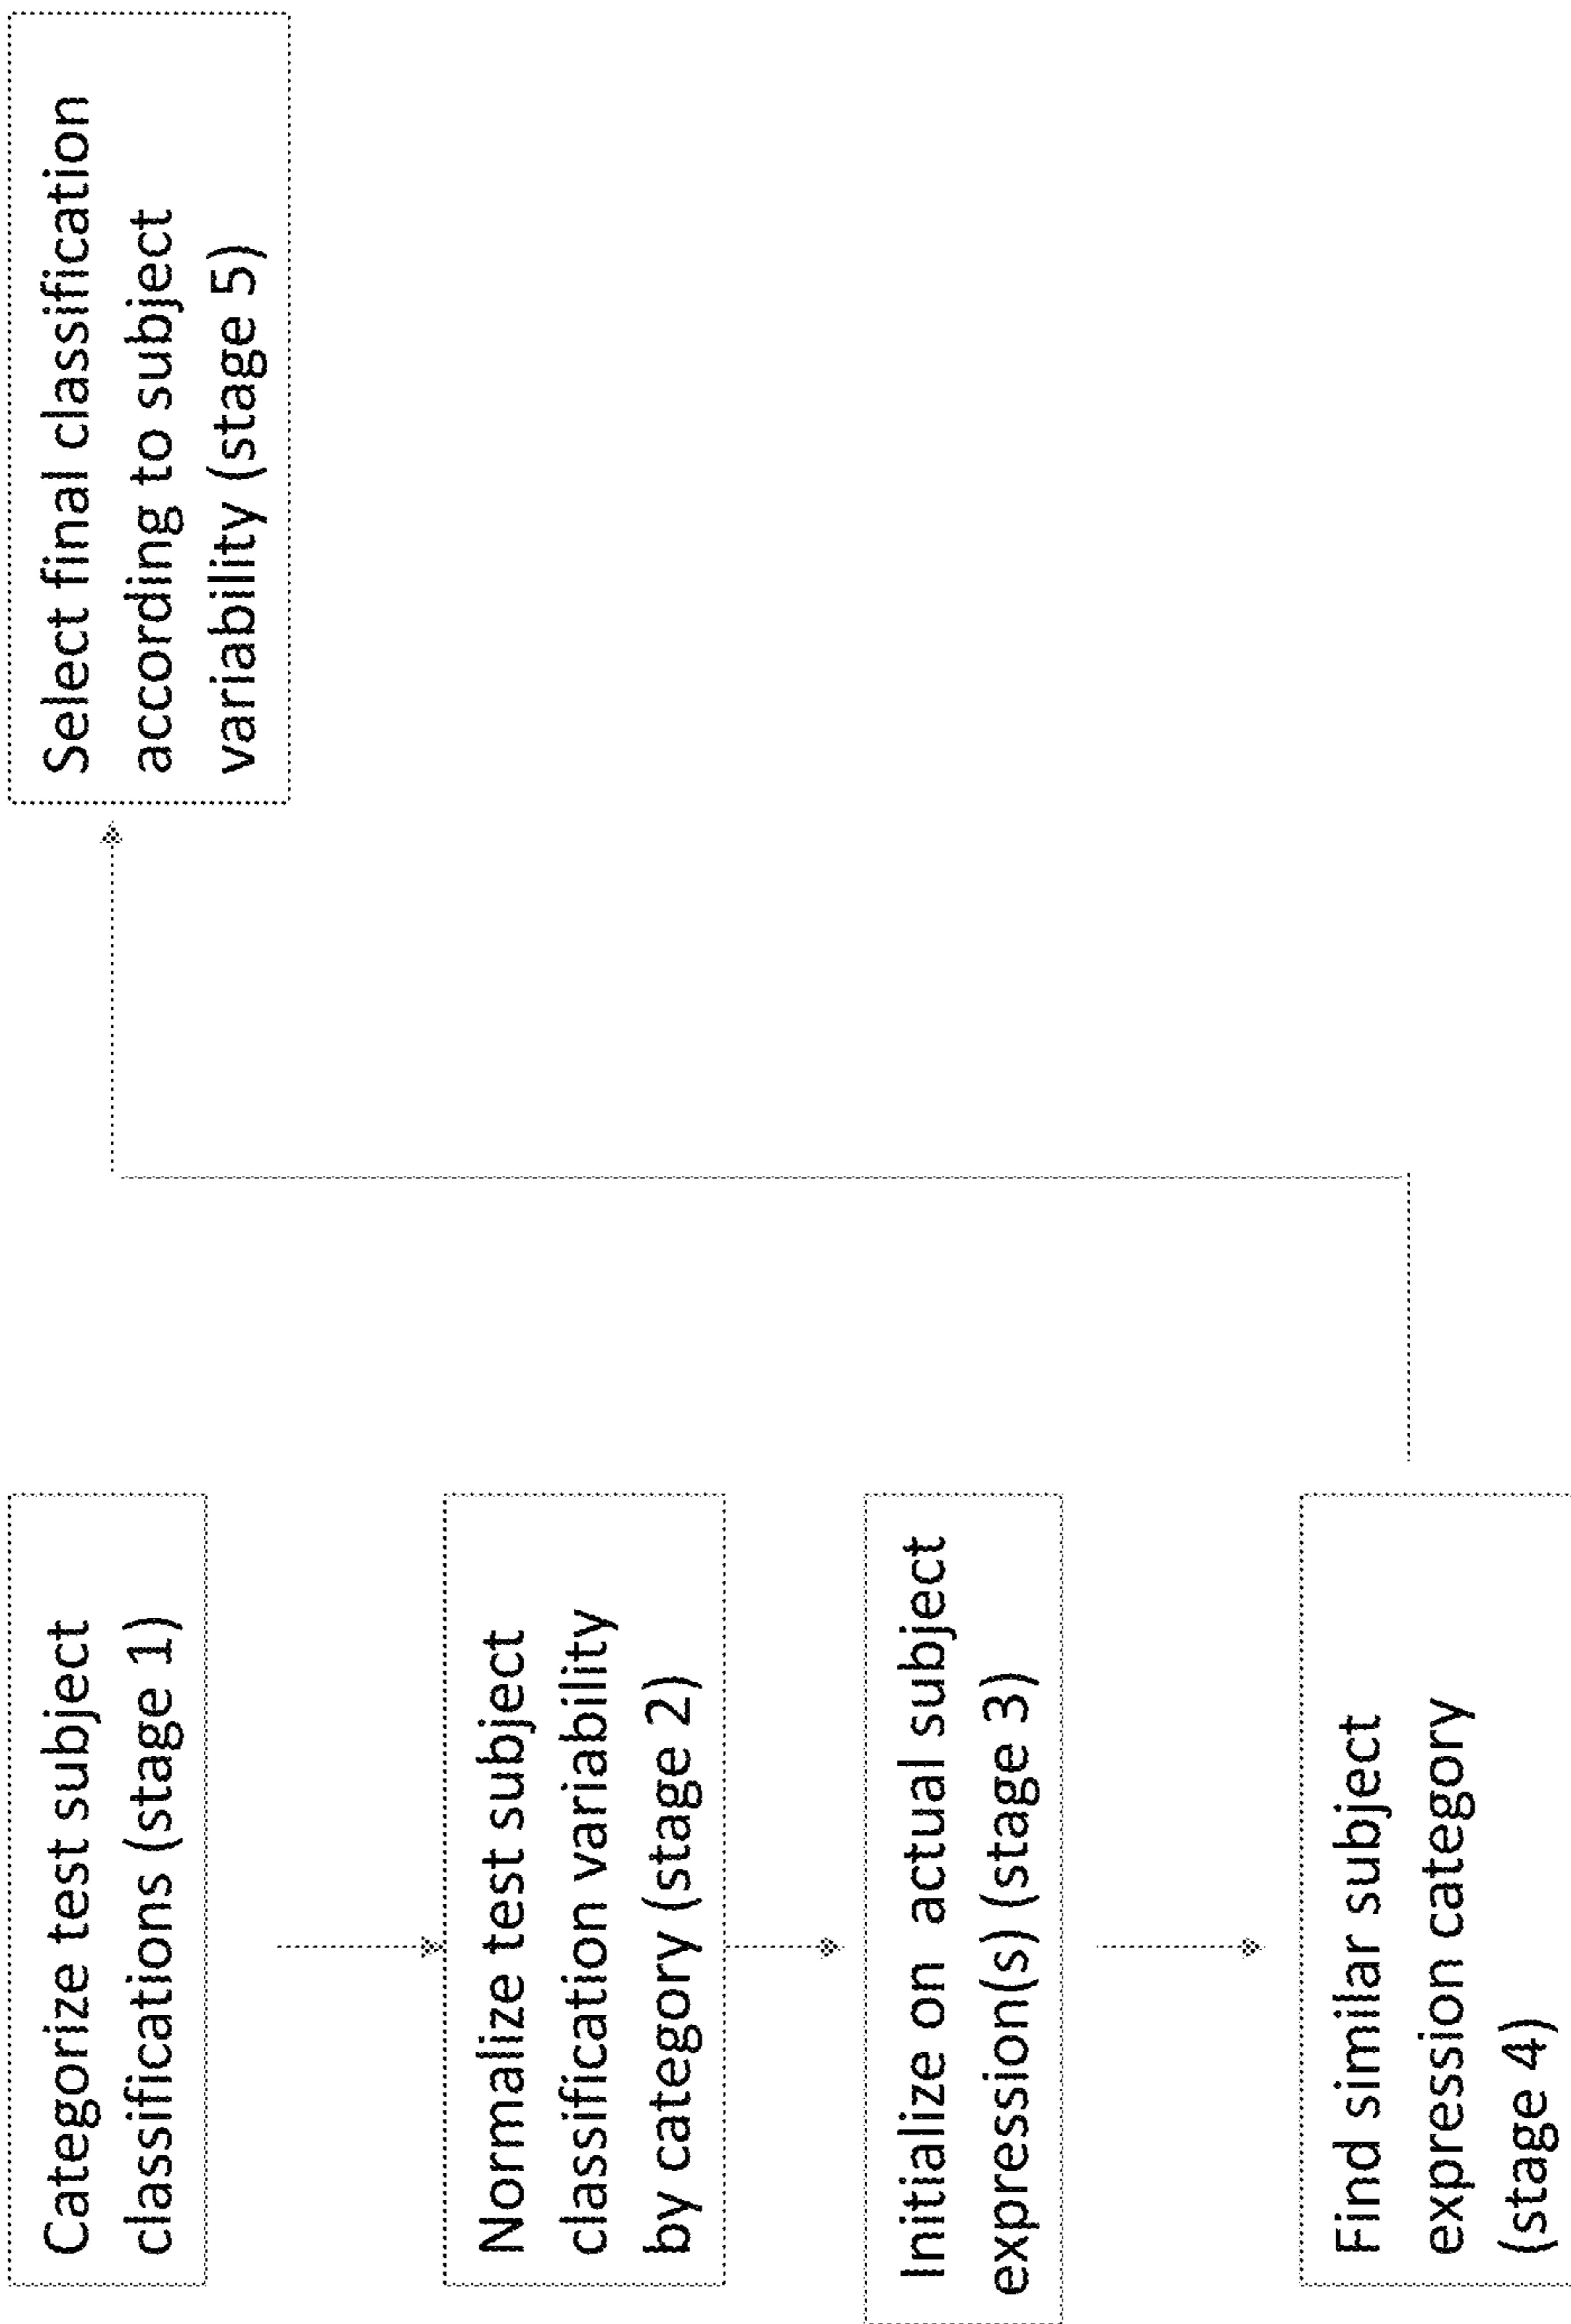 Categorize test subject
classifications (stage 1)
Normalize test subject
classification variability
by category (stage 2)
Initialize on actual subject
expression(s) (stage 3)
Find similar subject
expression category
(stage 4)
Select final classification
according to subject
variability (stage 5)